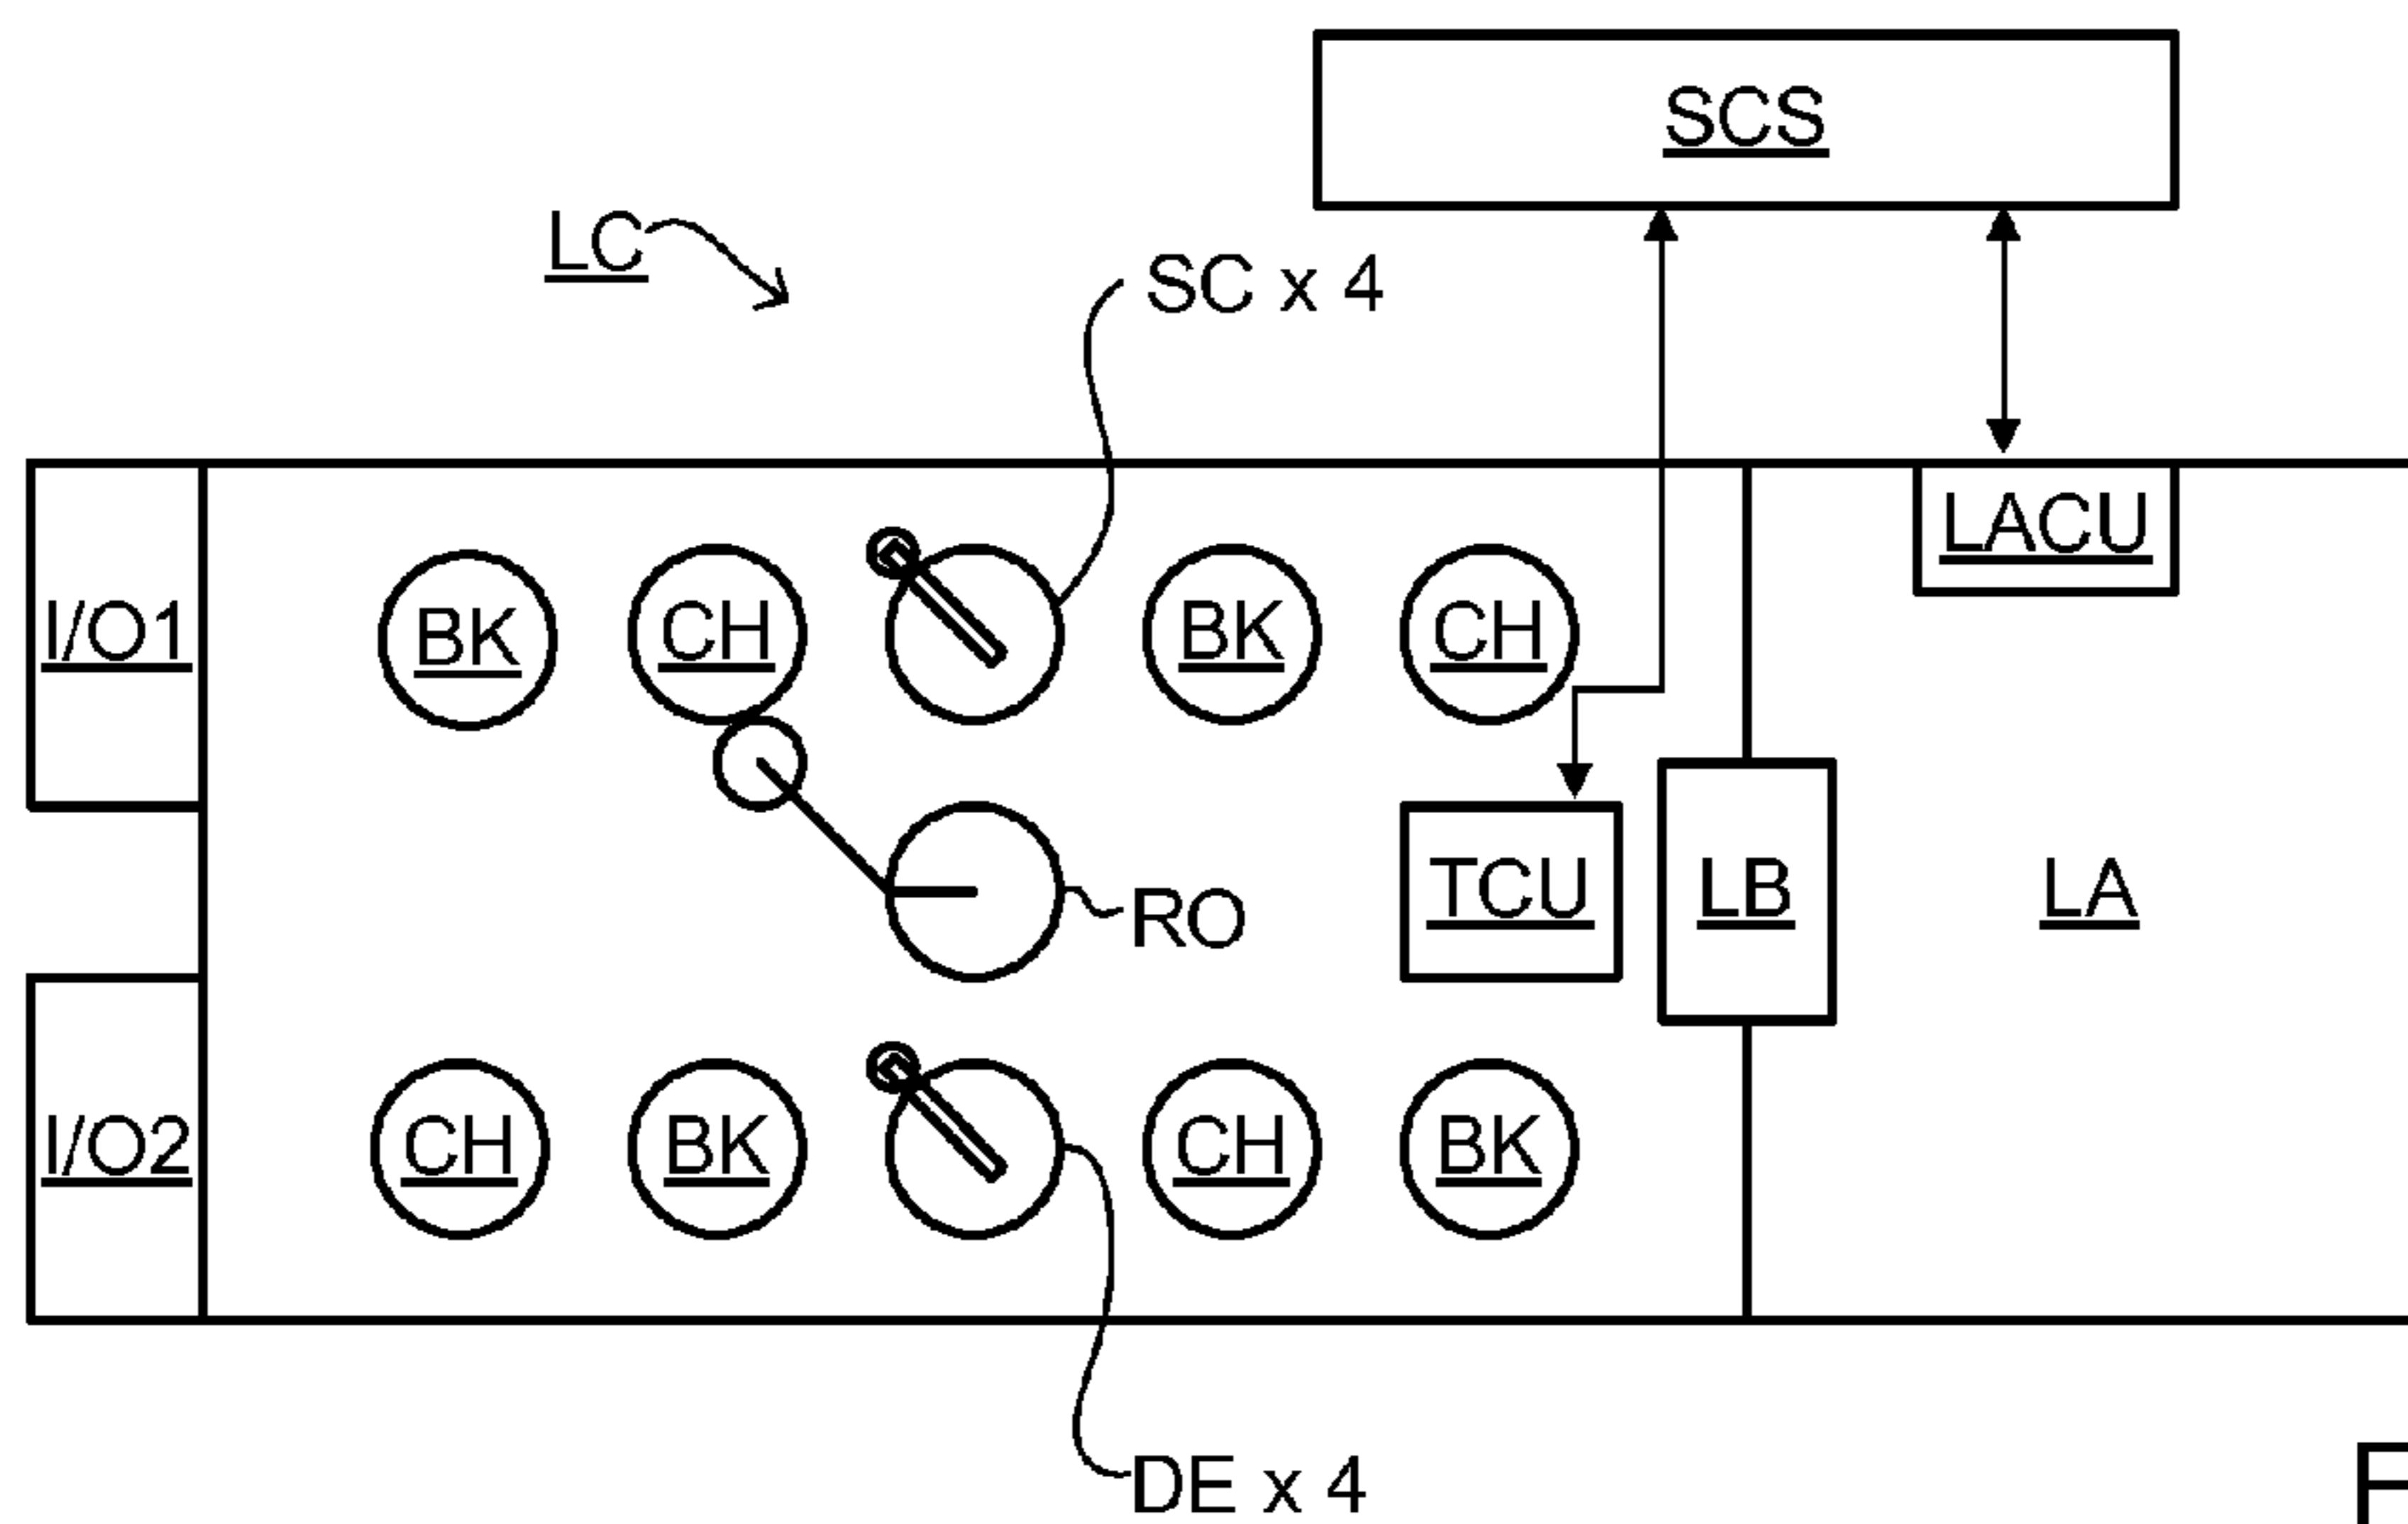 SCS
LC
SC x 4
LACU
I/O1
BK
CH
BK
CH
TCU
LB
LA
RO
I/O2
CH
BK
CH
BK
DE x 4
F